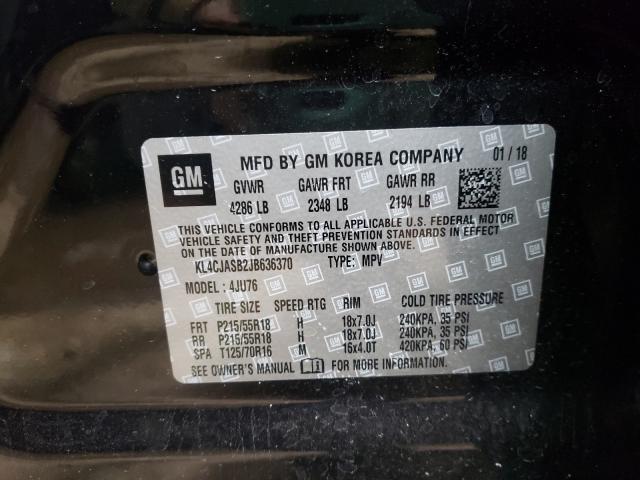 GM MFD BY GM KOREA COMPANY 01/18
GVWR GAWR FRT GAWR RR
4286 LB 2348 LB 2194 LB
THIS VEHICLE CONFORMS TO ALL APPLICABLE U.S. FEDERAL MOTOR
VEHICLE SAFETY AND THEFT PREVENTION STANDARDS IN EFFECT
ON THE DATE OF MANUFACTURE SHOWN ABOVE.
KL4CJASB2JB636370 TYPE: MPV
MODEL: 4JU76
TIRE SIZE SPEED RTG RIM COLD TIRE PRESSURE
FRT P215/55R18 H 18x7.0J 240KPA, 35 PSI
RR P215/55R18 H 18x7.0J 240KPA, 35 PSI
SPA T125/70R16 M 16x4.0T 420KPA, 60 PSI
SEE OWNER'S MANUAL FOR MORE INFORMATION.